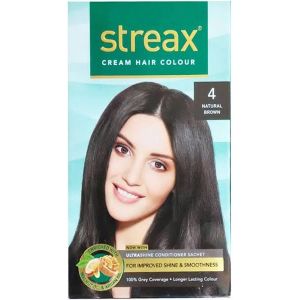 streax®
CREAM HAIR COLOUR
4
NATURAL
BROWN
NOW WITH
ULTRASHINE CONDITIONER SACHET
FOR IMPROVED SHINE & SMOOTHNESS
100% Grey Coverage • Longer Lasting Colour